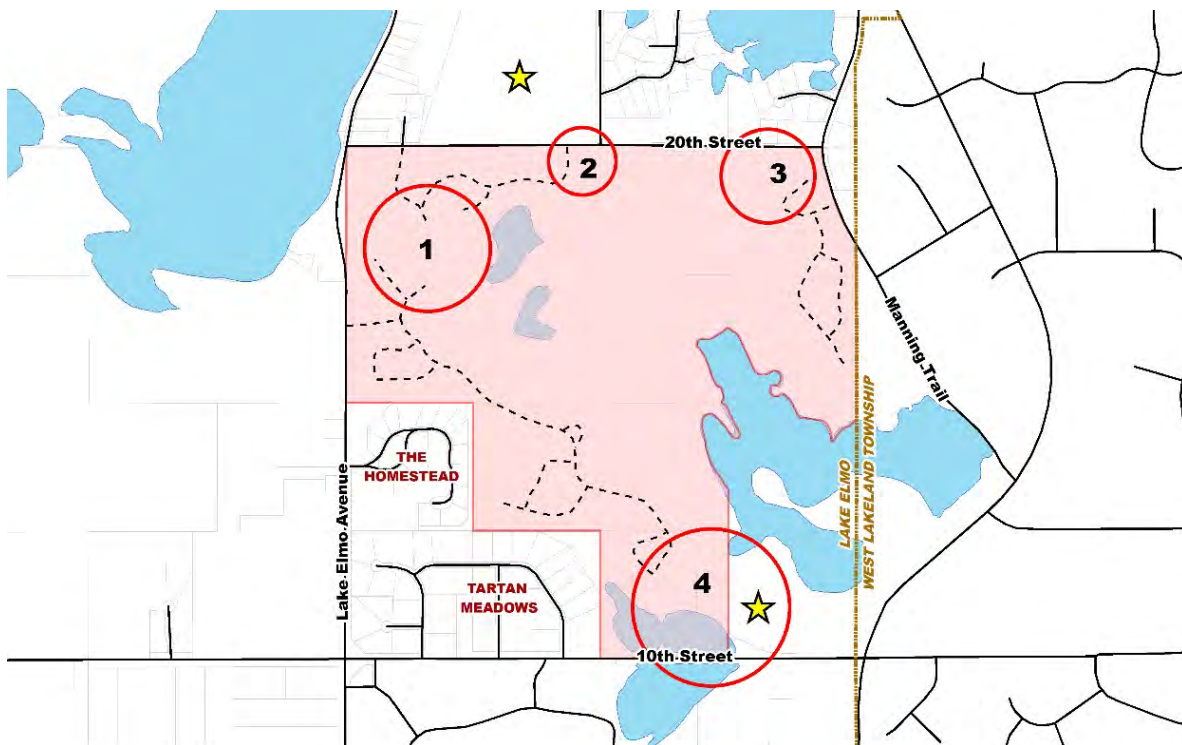 20th Street
2
3
1
Manning Trail
THE
HOMESTEAD
LAKE ELMO
WEST LAKELAND TOWNSHIP
Lake Elmo Avenue
4
TARTAN
MEADOWS
10th Street